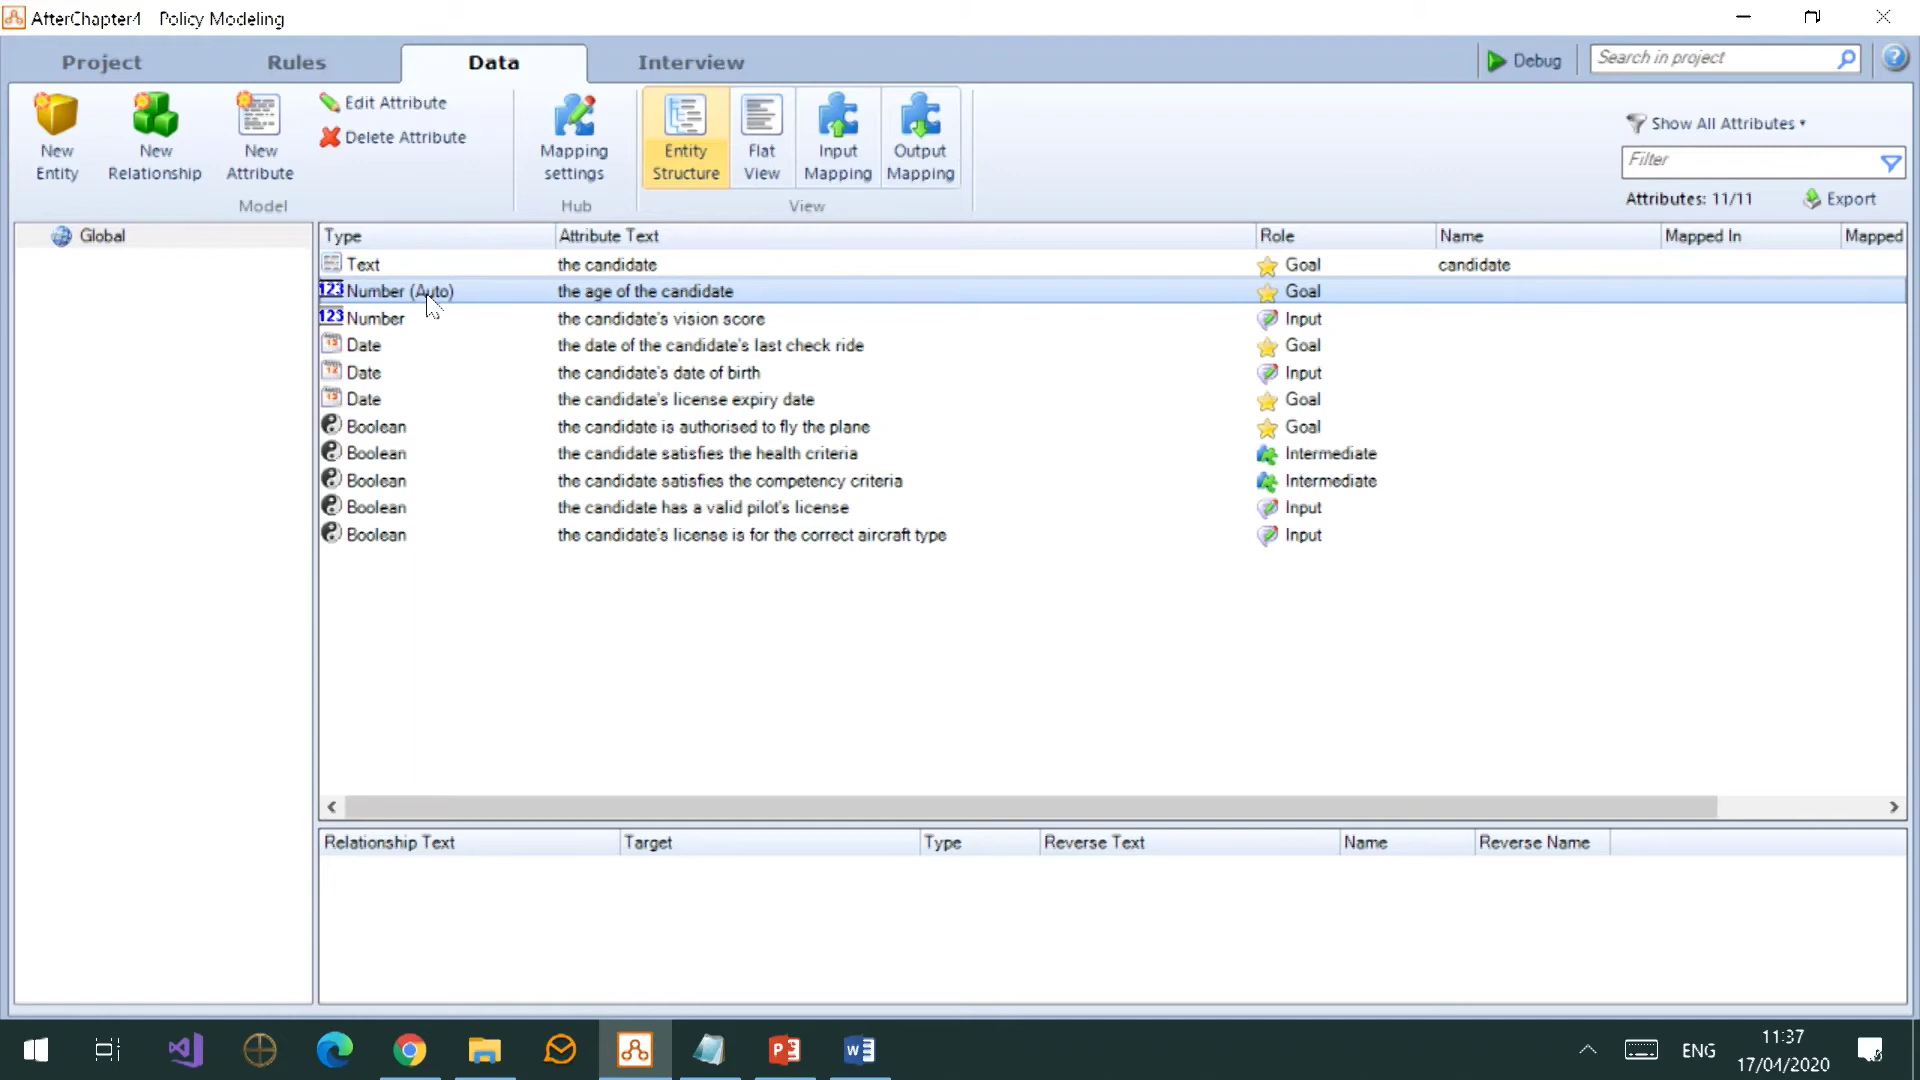 AfterChapter4 Policy Modeling
Project Rules Data Interview Debug Search in project
New Entity
New Relationship
New Attribute
Edit Attribute
Delete Attribute
Mapping settings
Entity Structure
Flat View
Input Mapping
Output Mapping
Show All Attributes
Filter
Model Hub View
Attributes: 11/11 Export
Global
Type Attribute Text Role Name Mapped In Mapped
Text the candidate Goal candidate
123 Number (Auto) the age of the candidate Goal
123 Number the candidate's vision score Input
Date the date of the candidate's last check ride Goal
Date the candidate's date of birth Input
Date the candidate's license expiry date Goal
Boolean the candidate is authorised to fly the plane Goal
Boolean the candidate satisfies the health criteria Intermediate
Boolean the candidate satisfies the competency criteria Intermediate
Boolean the candidate has a valid pilot's license Input
Boolean the candidate's license is for the correct aircraft type Input
Relationship Text Target Type Reverse Text Name Reverse Name
ENG
11:37
17/04/2020